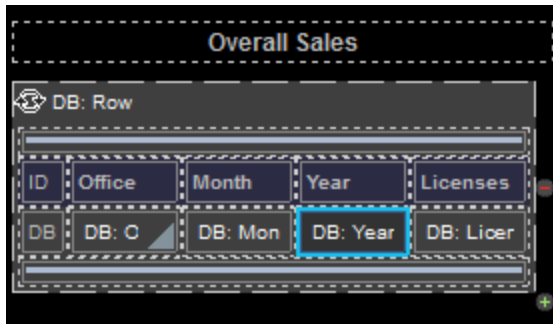 Overall Sales
DB: Row
ID Office Month Year Licenses
DB DB: O DB: Mon DB: Year DB: Licer